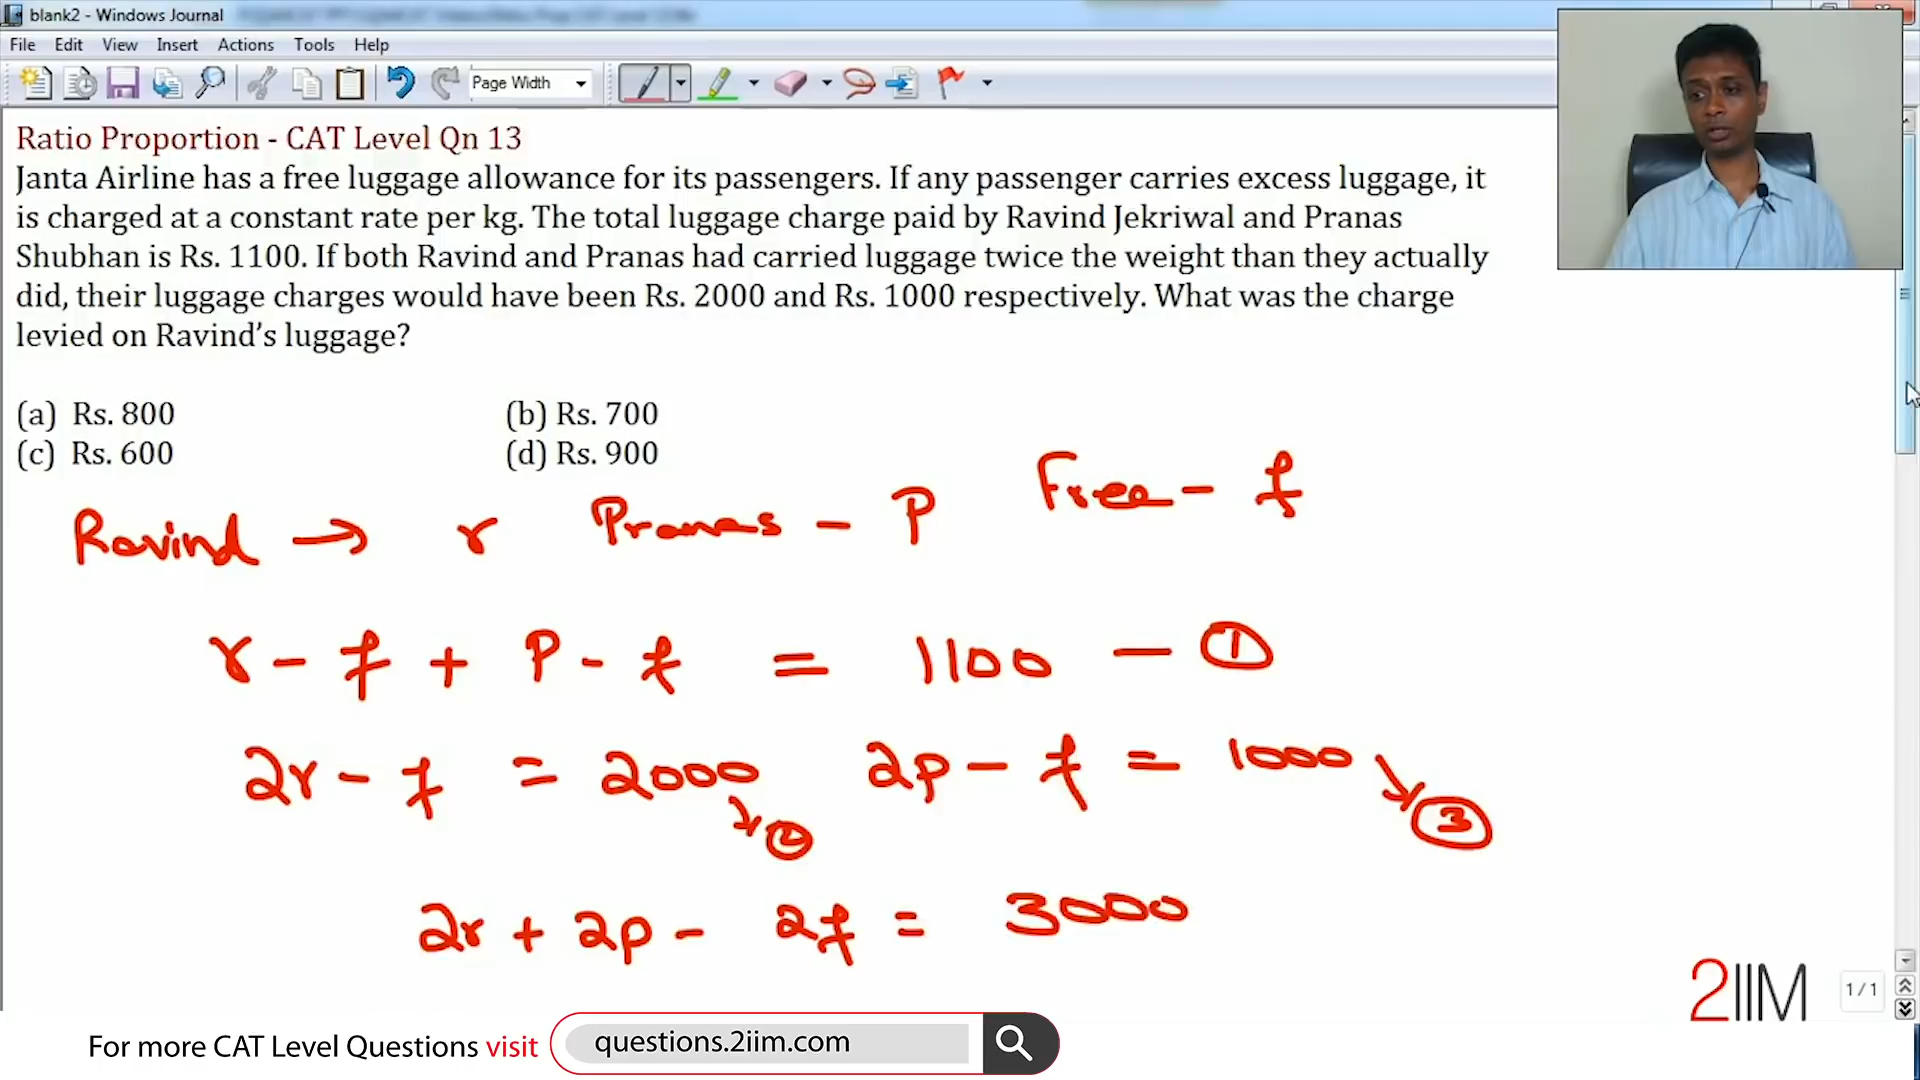 blank2 - Windows Journal
File Edit View Insert Actions Tools Help
Page Width
Ratio Proportion - CAT Level Qn 13
Janta Airline has a free luggage allowance for its passengers. If any passenger carries excess luggage, it
is charged at a constant rate per kg. The total luggage charge paid by Ravind Jekriwal and Pranas
Shubhan is Rs. 1100. If both Ravind and Pranas had carried luggage twice the weight than they actually
did, their luggage charges would have been Rs. 2000 and Rs. 1000 respectively. What was the charge
levied on Ravind's luggage?
(a) Rs. 800 (b) Rs. 700
(c) Rs. 600 (d) Rs. 900
Ravind → r Pranas - P Free - f
r - f + P - f = 1100 - ①
2r - f = 2000 ② 2p - f = 1000 ③
2r + 2p - 2f = 3000
2IIM
1/1
For more CAT Level Questions visit questions.2iim.com